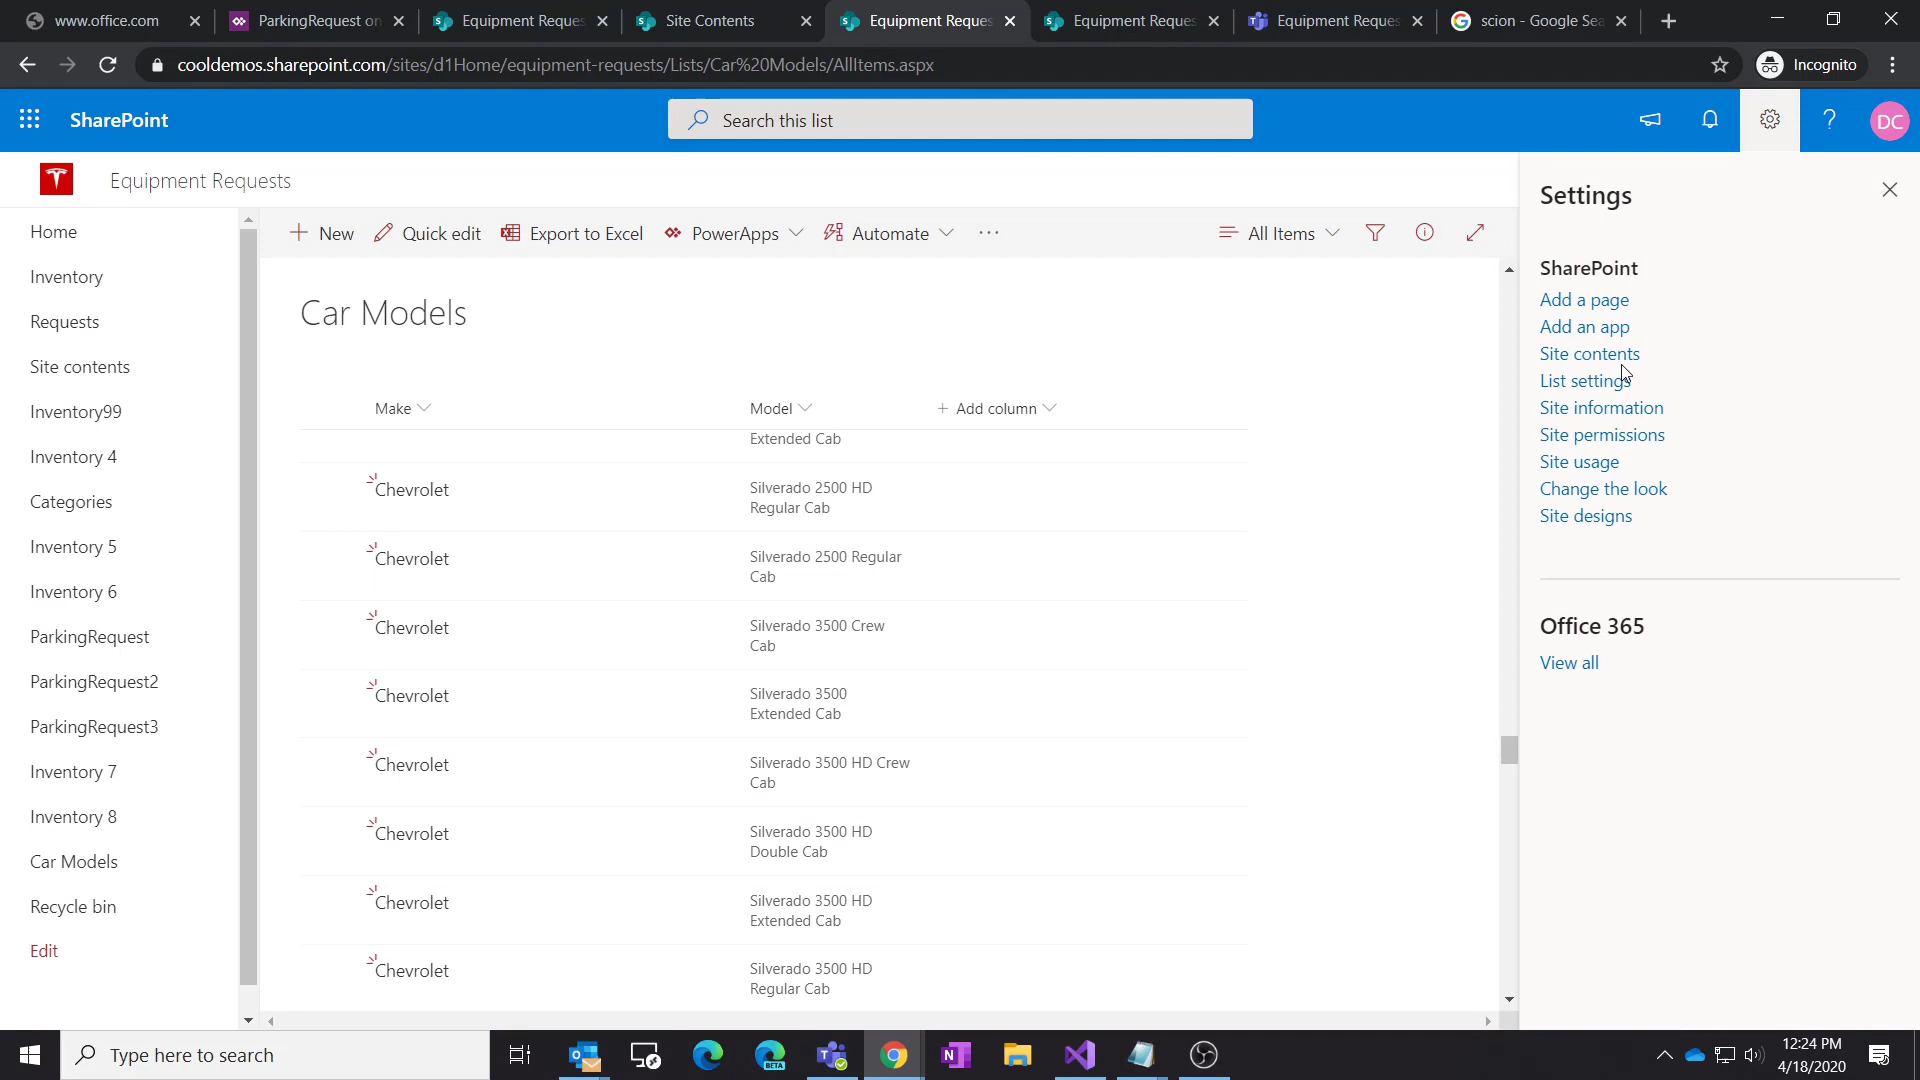 www.office.com
ParkingRequest on
Equipment Reques
Site Contents
Equipment Reques
Equipment Reques
Equipment Reques
scion - Google Sea
cooldemos.sharepoint.com/sites/d1Home/equipment-requests/Lists/Car%20Models/AllItems.aspx
Incognito
SharePoint
Search this list
?
DC
Equipment Requests
Home
Inventory
Requests
Site contents
Inventory99
Inventory 4
Categories
Inventory 5
Inventory 6
ParkingRequest
ParkingRequest2
ParkingRequest3
Inventory 7
Inventory 8
Car Models
Recycle bin
Edit
New
Quick edit
Export to Excel
PowerApps
Automate
All Items
Car Models
Make
Model
Add column
Extended Cab
Chevrolet
Silverado 2500 HD
Regular Cab
Chevrolet
Silverado 2500 Regular
Cab
Chevrolet
Silverado 3500 Crew
Cab
Chevrolet
Silverado 3500
Extended Cab
Chevrolet
Silverado 3500 HD Crew
Cab
Chevrolet
Silverado 3500 HD
Double Cab
Chevrolet
Silverado 3500 HD
Extended Cab
Chevrolet
Silverado 3500 HD
Regular Cab
Settings
SharePoint
Add a page
Add an app
Site contents
List settings
Site information
Site permissions
Site usage
Change the look
Site designs
Office 365
View all
Type here to search
BETA
12:24 PM
4/18/2020